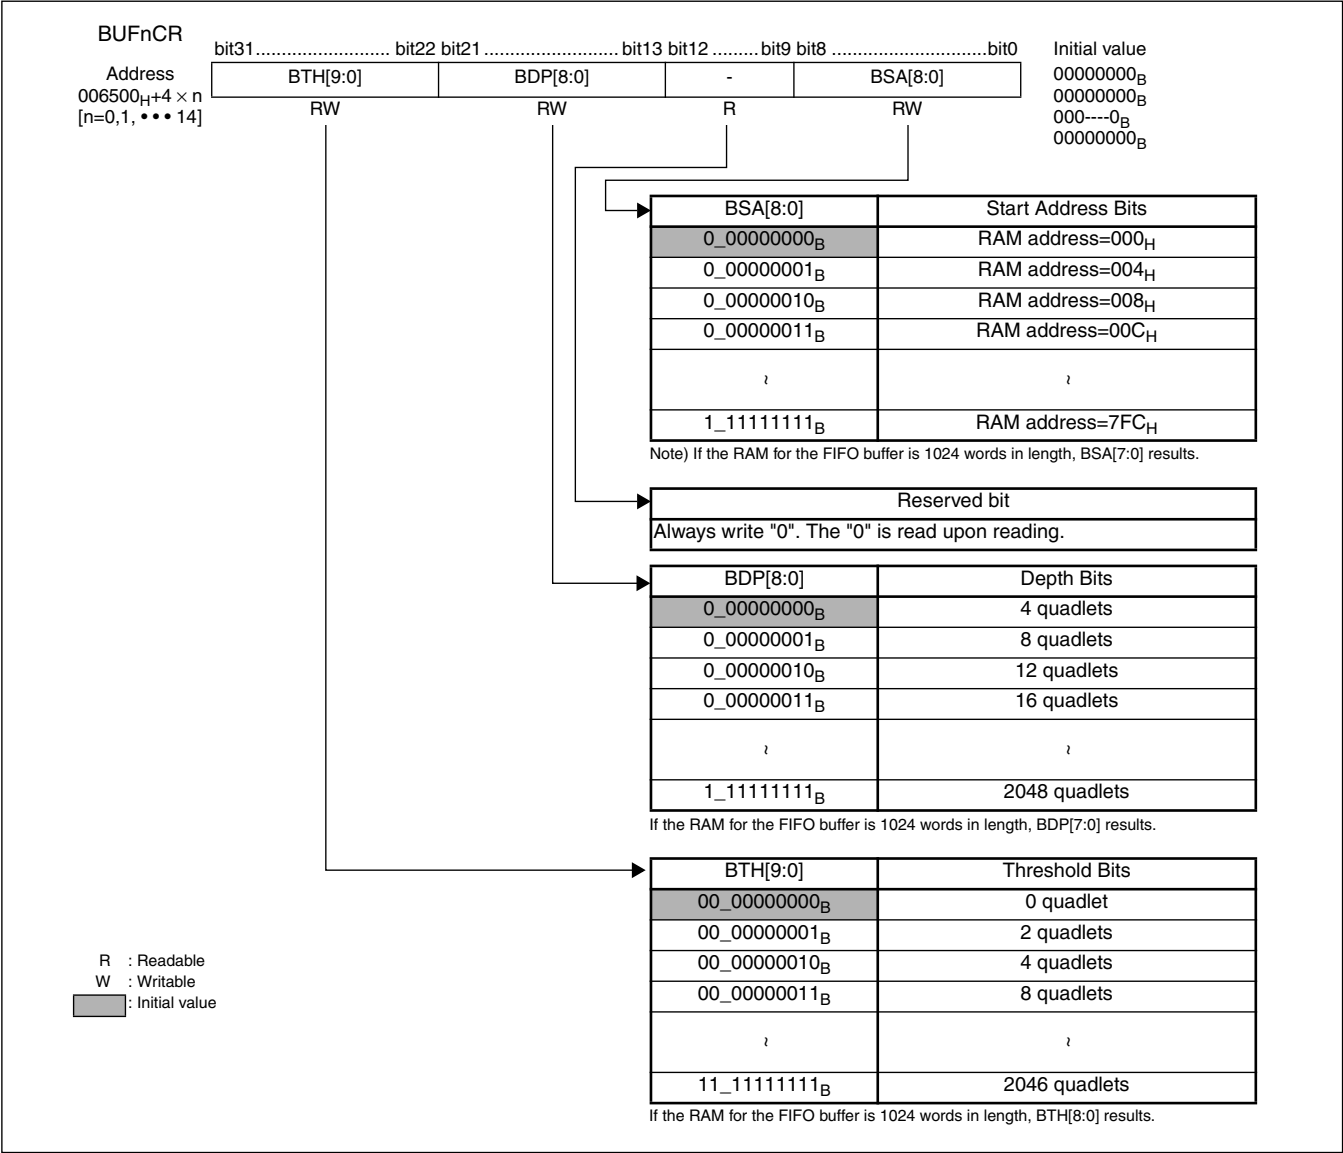 BUFnCR
bit31......................... bit22 bit21 ......................... bit13 bit12 ......... bit9 bit8 .............................bit0 Initial value
Address BTH[9:0] BDP[8:0] - BSA[8:0] 00000000B
006500H+4 × n RW RW R RW 00000000B
[n=0,1, • • • 14] 000----0B
00000000B
BSA[8:0] Start Address Bits
0_00000000B RAM address=000H
0_00000001B RAM address=004H
0_00000010B RAM address=008H
0_00000011B RAM address=00CH
~ ~
1_11111111B RAM address=7FCH
Note) If the RAM for the FIFO buffer is 1024 words in length, BSA[7:0] results.
Reserved bit
Always write "0". The "0" is read upon reading.
BDP[8:0] Depth Bits
0_00000000B 4 quadlets
0_00000001B 8 quadlets
0_00000010B 12 quadlets
0_00000011B 16 quadlets
~ ~
1_11111111B 2048 quadlets
If the RAM for the FIFO buffer is 1024 words in length, BDP[7:0] results.
BTH[9:0] Threshold Bits
00_00000000B 0 quadlet
00_00000001B 2 quadlets
00_00000010B 4 quadlets
00_00000011B 8 quadlets
~ ~
11_11111111B 2046 quadlets
If the RAM for the FIFO buffer is 1024 words in length, BTH[8:0] results.
R : Readable
W : Writable
: Initial value